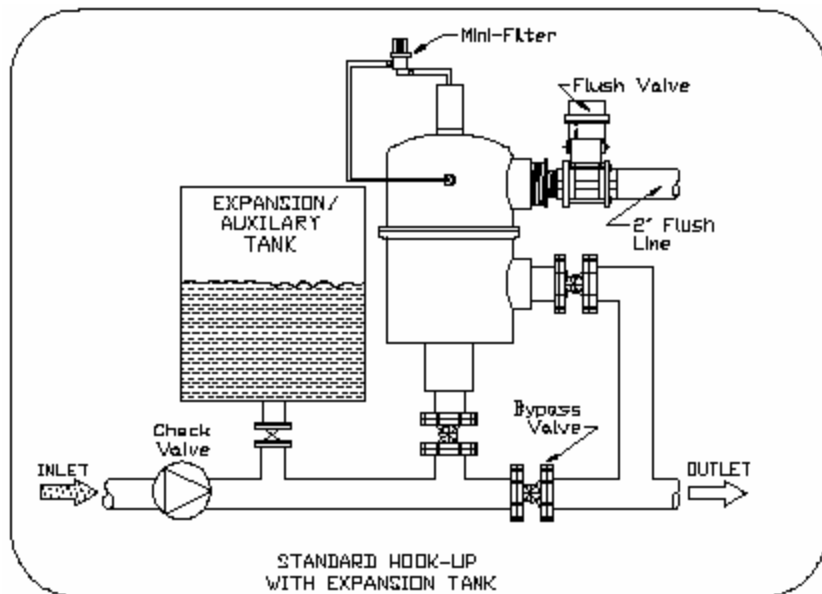 Mini-Filter
Flush Valve
EXPANSION/
AUXILARY
TANK
2" Flush
Line
Bypass
Valve
Check
Valve
INLET
OUTLET
STANDARD HOOK-UP
WITH EXPANSION TANK